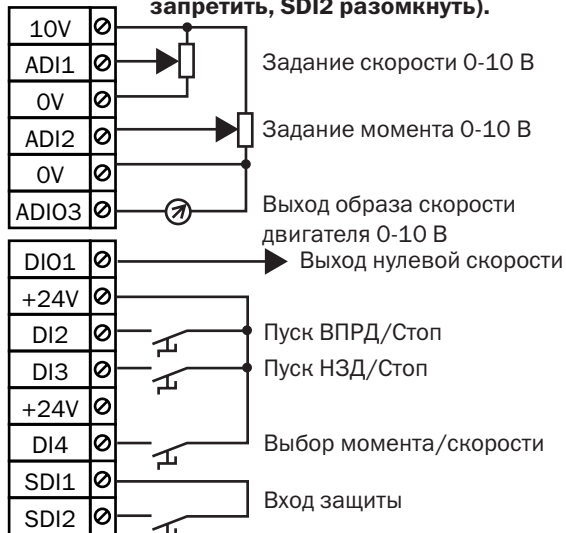 запретить, SDI2 разомкнуть).
10V
ADI1 Задание скорости 0-10 В
0V
ADI2 Задание момента 0-10 В
0V
ADIO3 Выход образа скорости
двигателя 0-10 В
DIO1 Выход нулевой скорости
+24V
DI2 Пуск ВПРД/Стоп
DI3 Пуск НЗД/Стоп
+24V
DI4 Выбор момента/скорости
SDI1
Вход защиты
SDI2